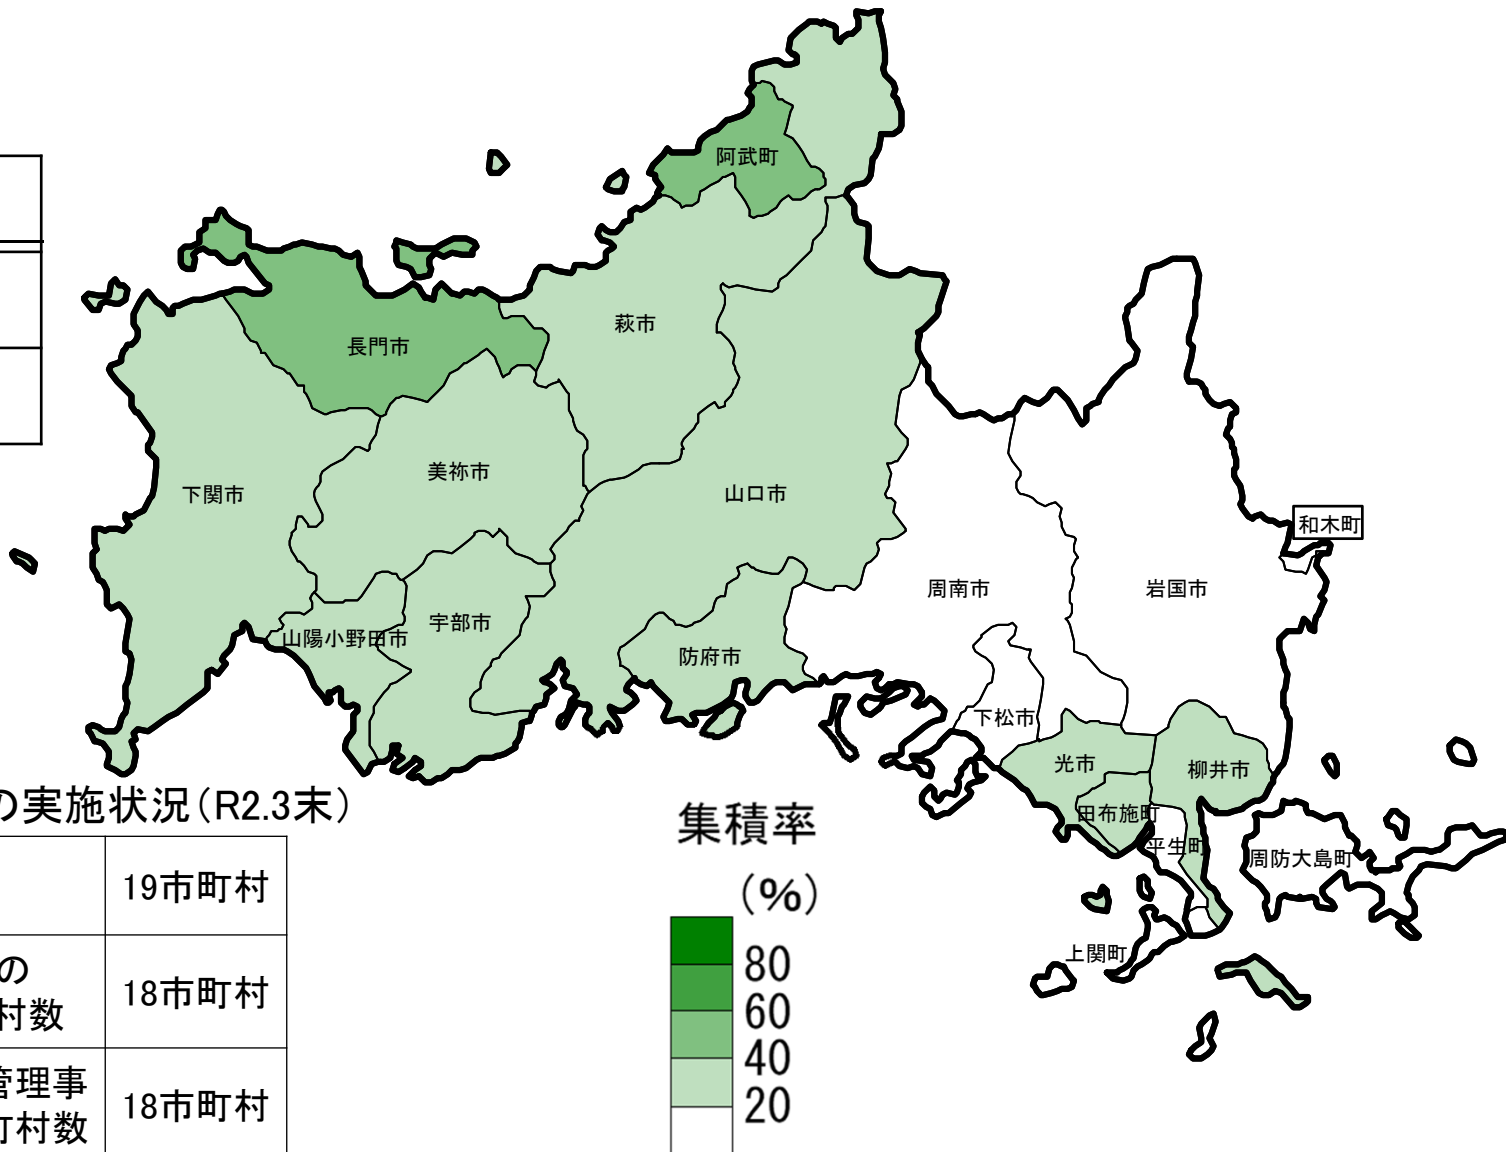 阿武町
萩市
長門市
美祢市
下関市
山口市
和木町
周南市
岩国市
宇部市
山陽小野田市
防府市
下松市
光市
柳井市
田布施町
平生町
周防大島町
上関町
の実施状況（R2.3末）
19市町村
の
村数
18市町村
管理事
町村数
18市町村
集積率
（%）
80
60
40
20